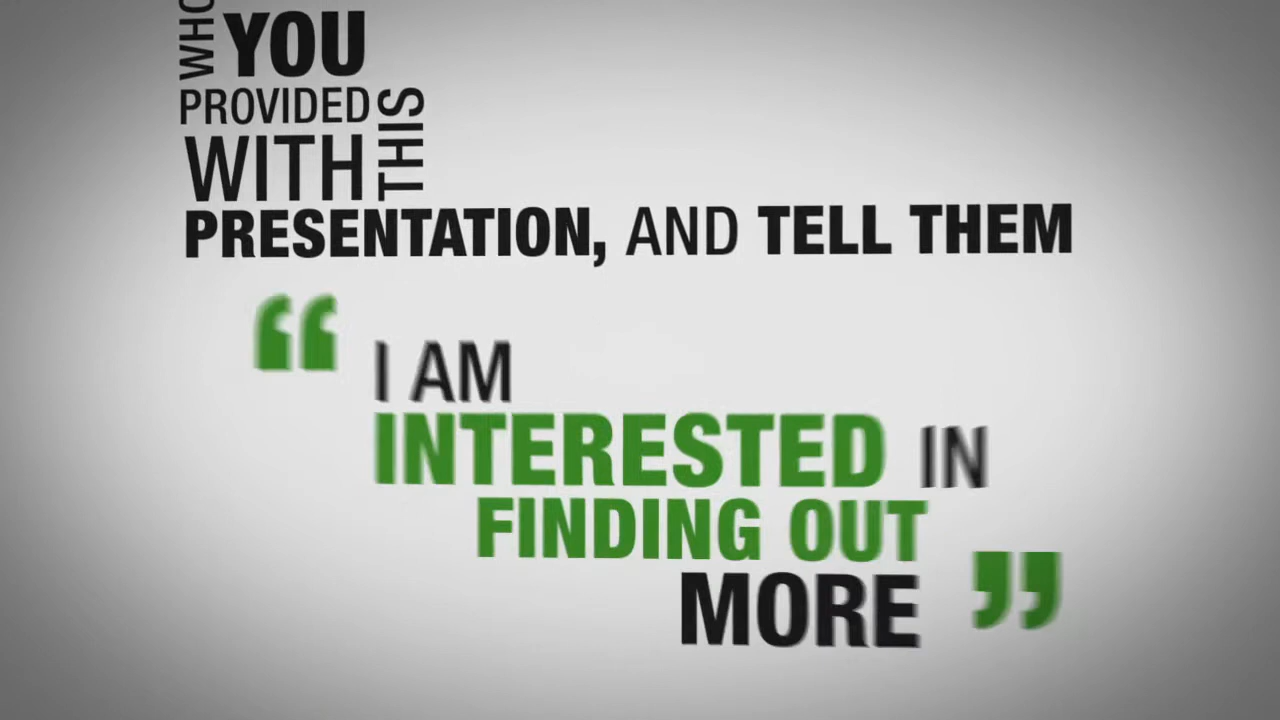 WHO
YOU
PROVIDED
WITH
THIS
PRESENTATION, AND TELL THEM
“ I AM
INTERESTED IN
FINDING OUT
MORE ”